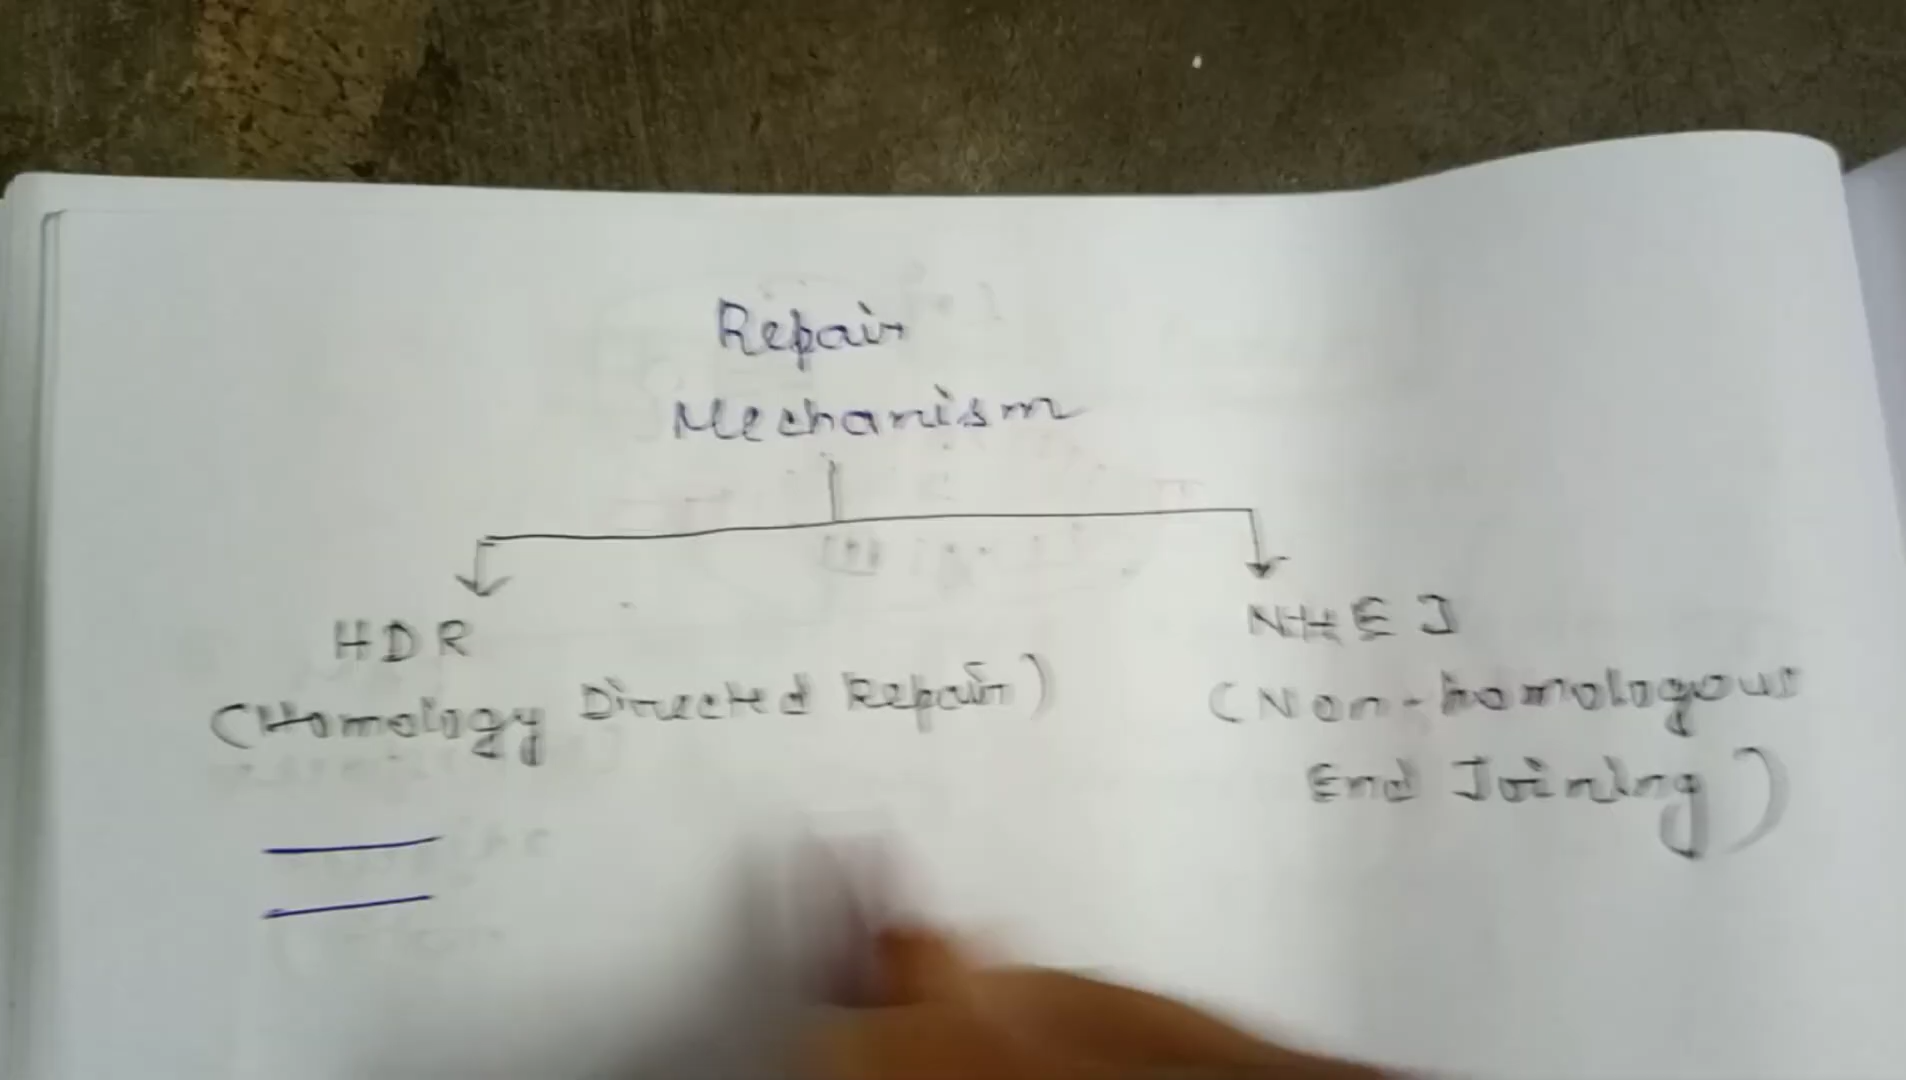 Repair
Mechanism
HDR
(Homology Directed Repair)
NHEJ
(Non-homologous
End Joining)